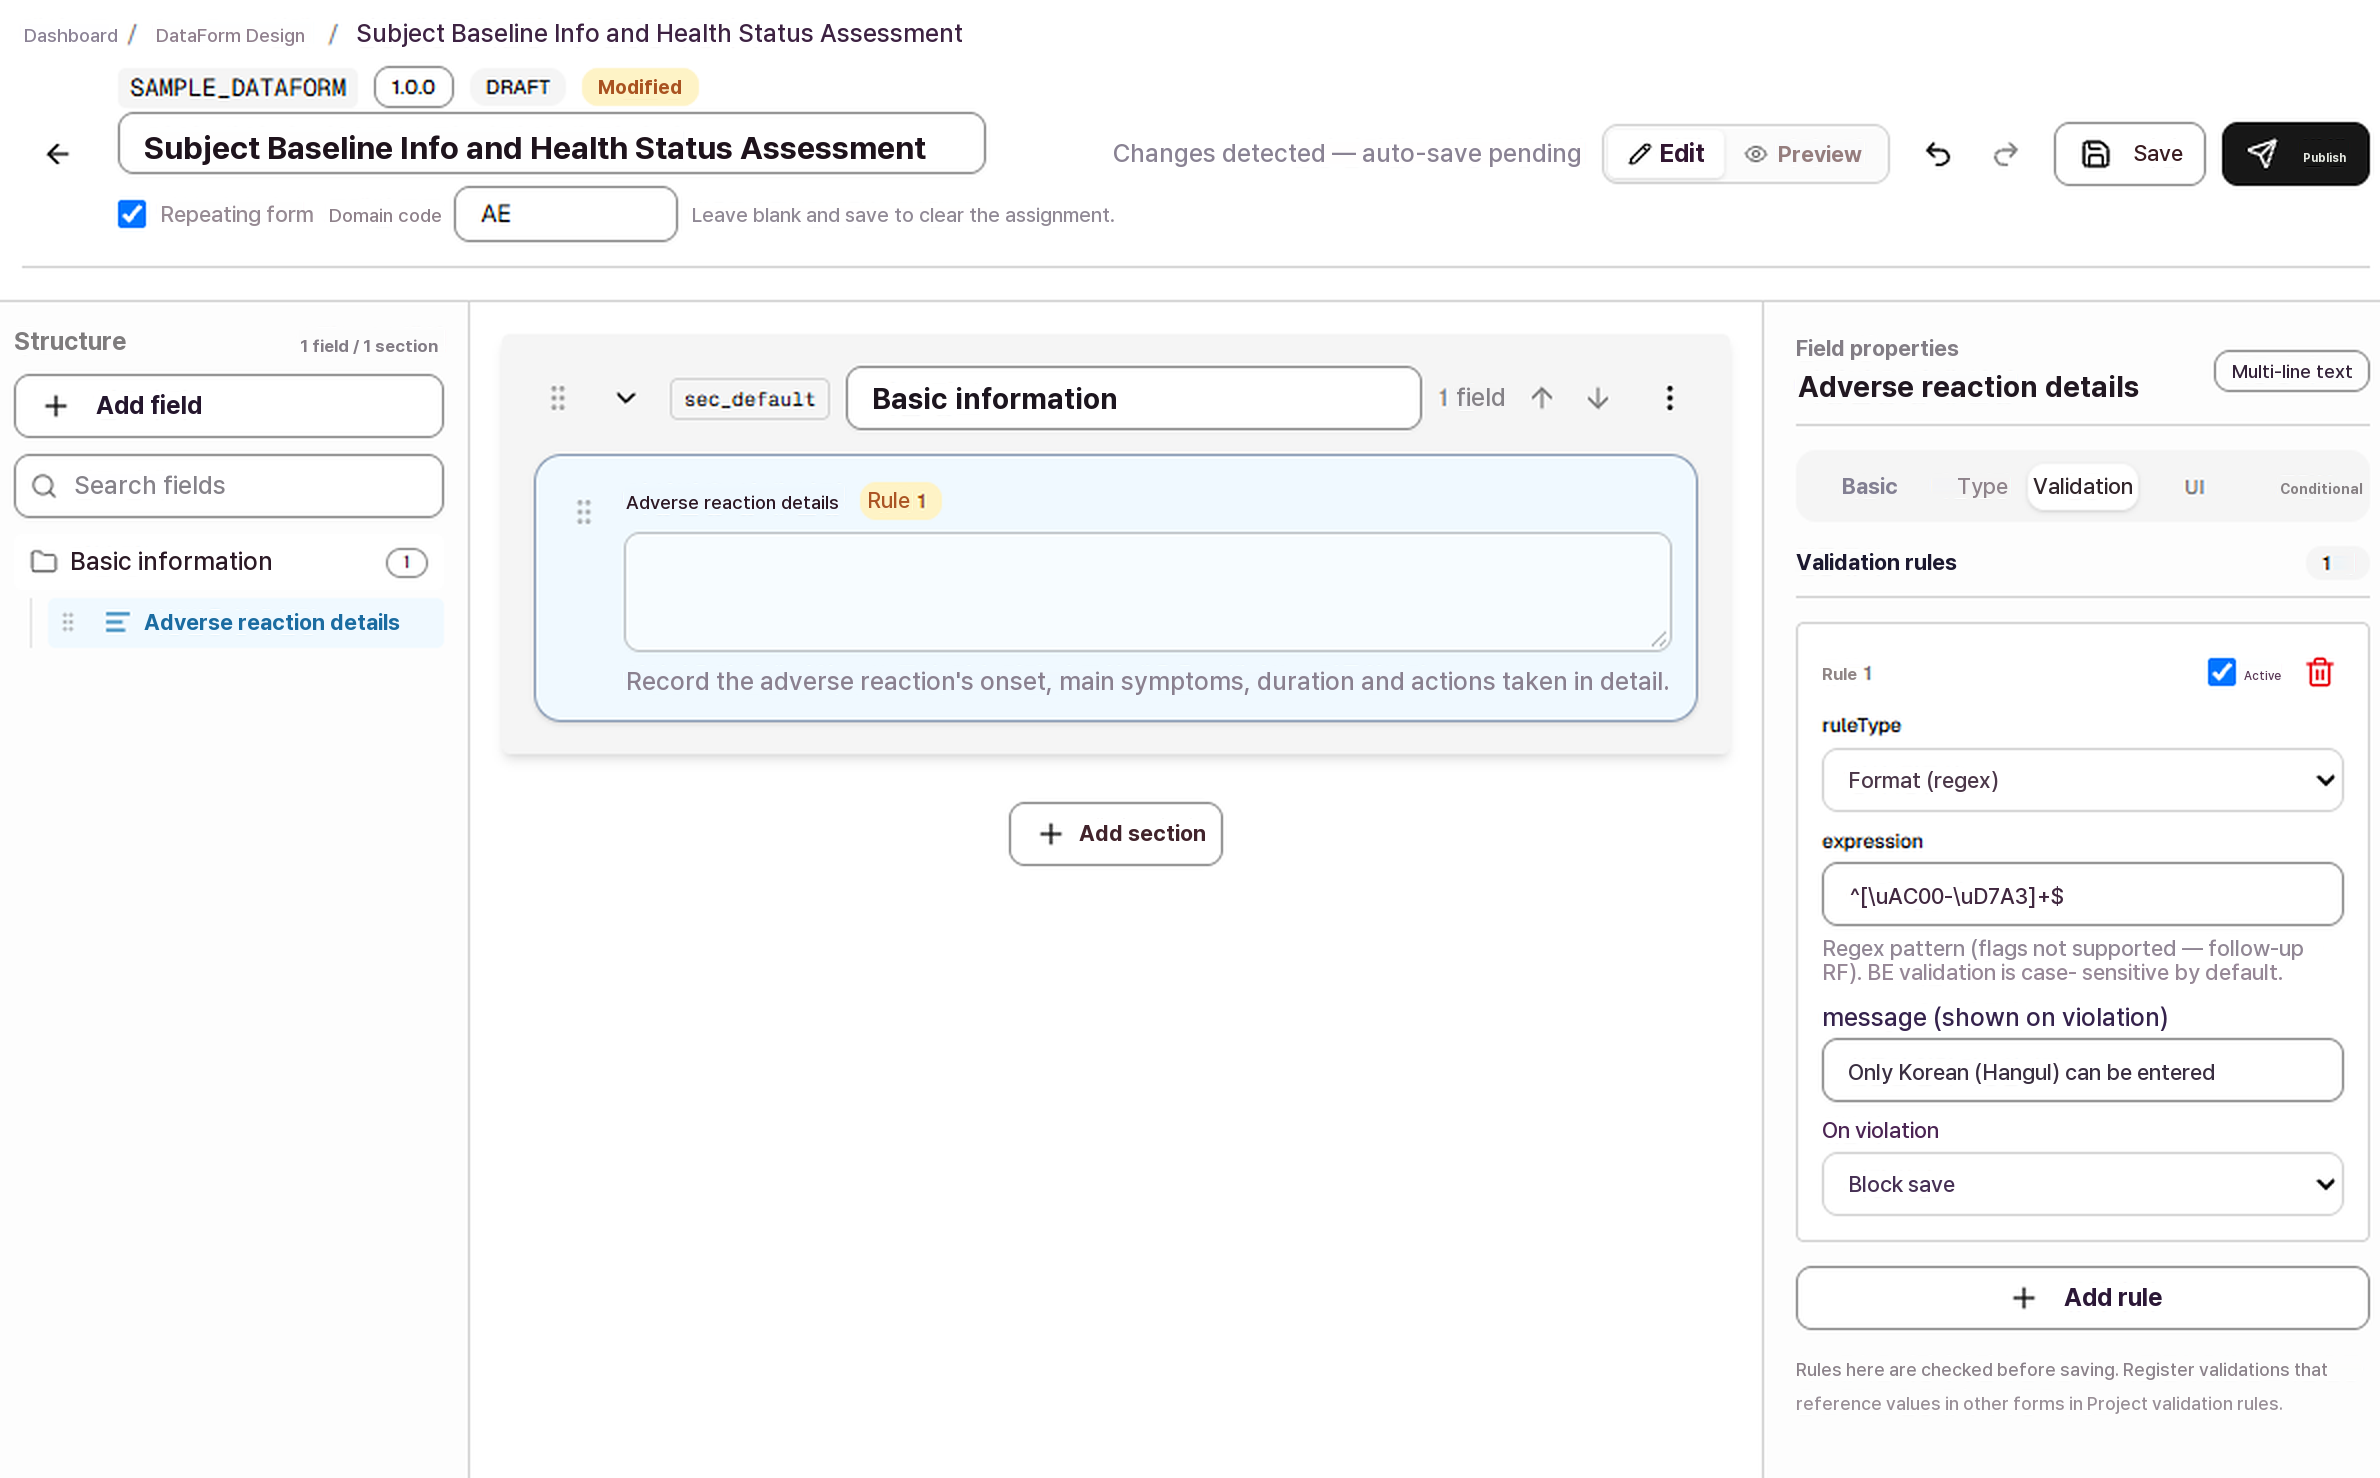 Dashboard / DataForm Design / Subject Baseline Info and Health Status Assessment
SAMPLE_DATAFORM 1.0.0 DRAFT Modified
Subject Baseline Info and Health Status Assessment
Changes detected — auto-save pending Edit Preview Save Publish
Repeating form Domain code AE Leave blank and save to clear the assignment.
Structure 1 field / 1 section
Add field
Search fields
Basic information 1
Adverse reaction details
sec_default Basic information 1 field
Adverse reaction details Rule 1
Record the adverse reaction's onset, main symptoms, duration and actions taken in detail.
Add section
Field properties
Adverse reaction details Multi-line text
Basic Type Validation UI Conditional
Validation rules 1
Rule 1 Active
ruleType
Format (regex)
expression
^[\uAC00-\uD7A3]+$
Regex pattern (flags not supported — follow-up
RF). BE validation is case- sensitive by default.
message (shown on violation)
Only Korean (Hangul) can be entered
On violation
Block save
Add rule
Rules here are checked before saving. Register validations that
reference values in other forms in Project validation rules.